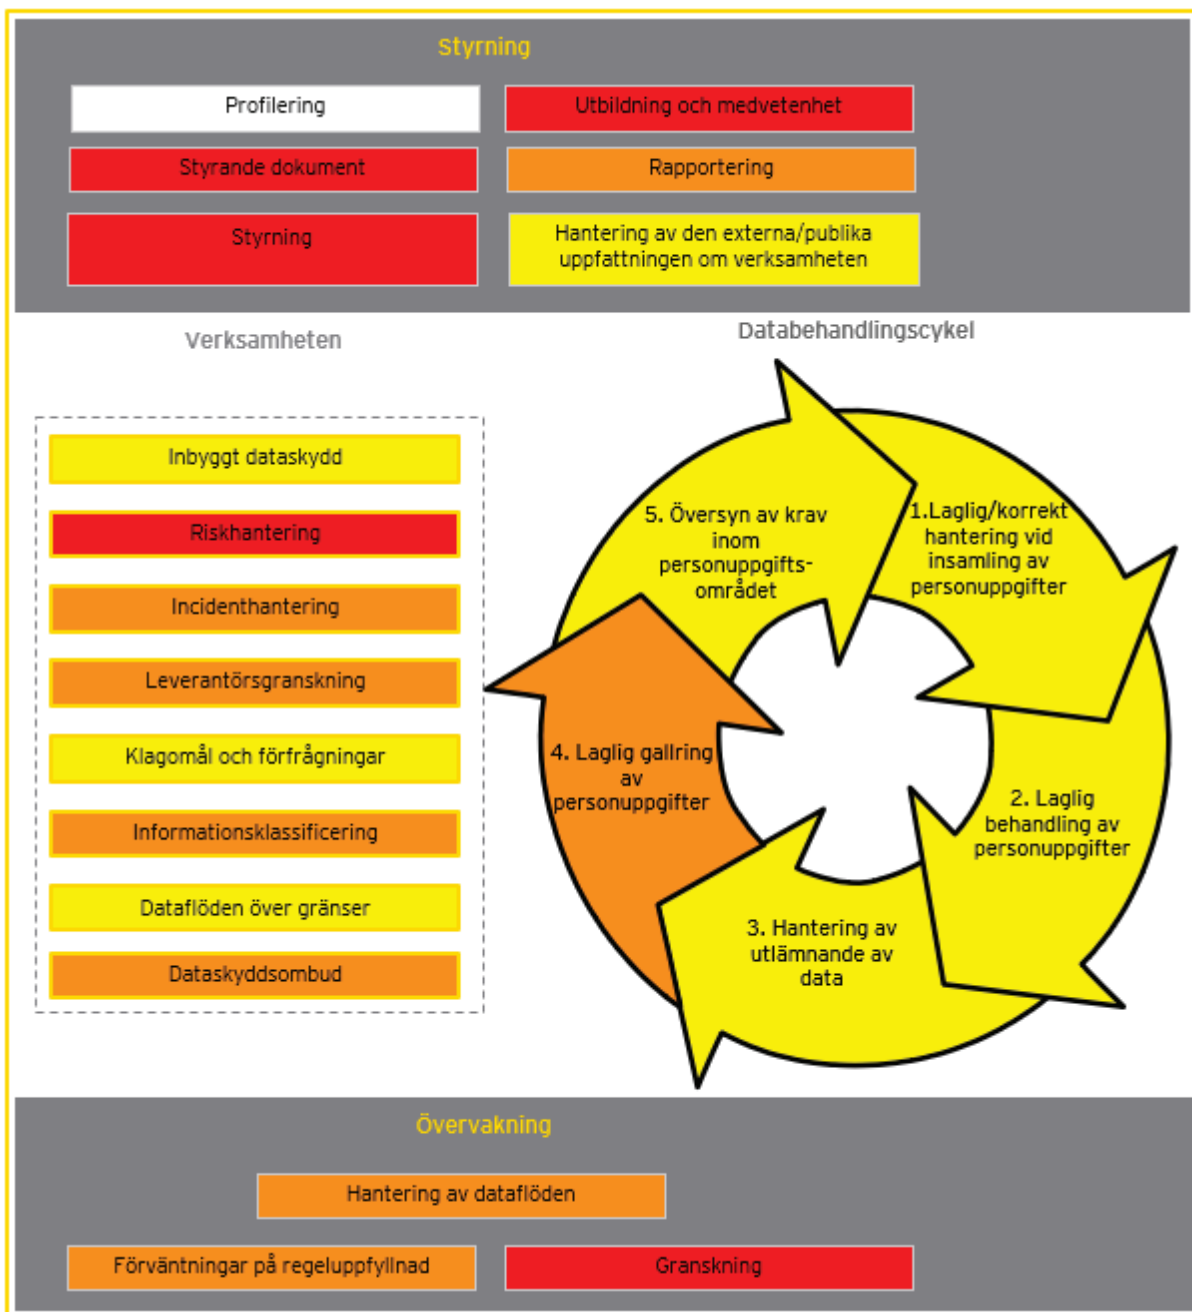 Styrning
Profilering
Utbildning och medvetenhet
Styrande dokument
Rapportering
Styrning
Hantering av den externa/publika
uppfattningen om verksamheten
Verksamheten
Inbyggt dataskydd
Riskhantering
Incidenthantering
Leverantörsgranskning
Klagomål och förfrågningar
Informationsklassificering
Dataflöden över gränser
Dataskyddsombud
Databehandlingscykel
1.Laglig/korrekt
hantering vid
insamling av
personuppgifter
2. Laglig
behandling av
personuppgifter
3. Hantering av
utlämnande av
data
4. Laglig gallring
av
personuppgifter
5. Översyn av krav
inom
personuppgifts-
området
Övervakning
Hantering av dataflöden
Förväntningar på regeluppfyllnad
Granskning